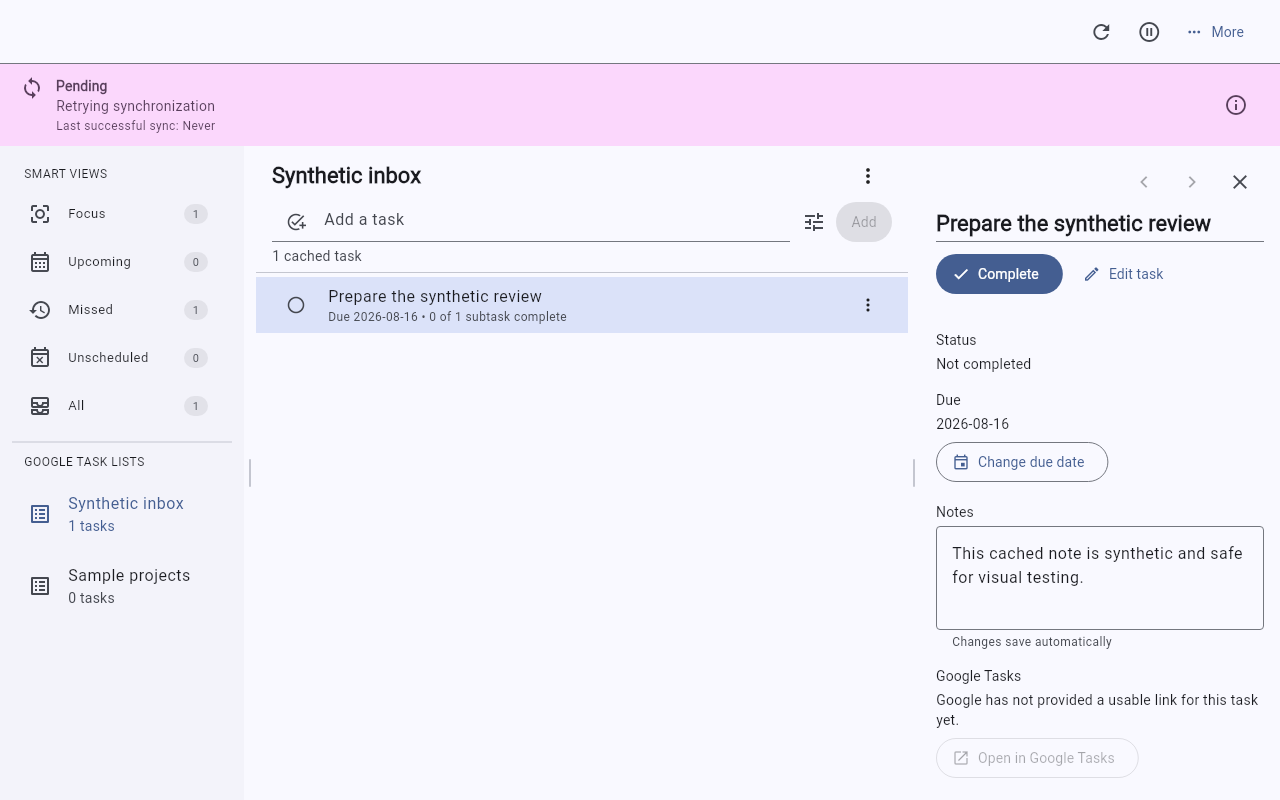 More
Pending
Retrying synchronization
Last successful sync: Never
SMART VIEWS
Focus 1
Upcoming 0
Missed 1
Unscheduled 0
All 1
GOOGLE TASK LISTS
Synthetic inbox
1 tasks
Sample projects
0 tasks
Synthetic inbox
Add a task
Add
1 cached task
Prepare the synthetic review
Due 2026-08-16 • 0 of 1 subtask complete
Prepare the synthetic review
Complete
Edit task
Status
Not completed
Due
2026-08-16
Change due date
Notes
This cached note is synthetic and safe
for visual testing.
Changes save automatically
Google Tasks
Google has not provided a usable link for this task
yet.
Open in Google Tasks